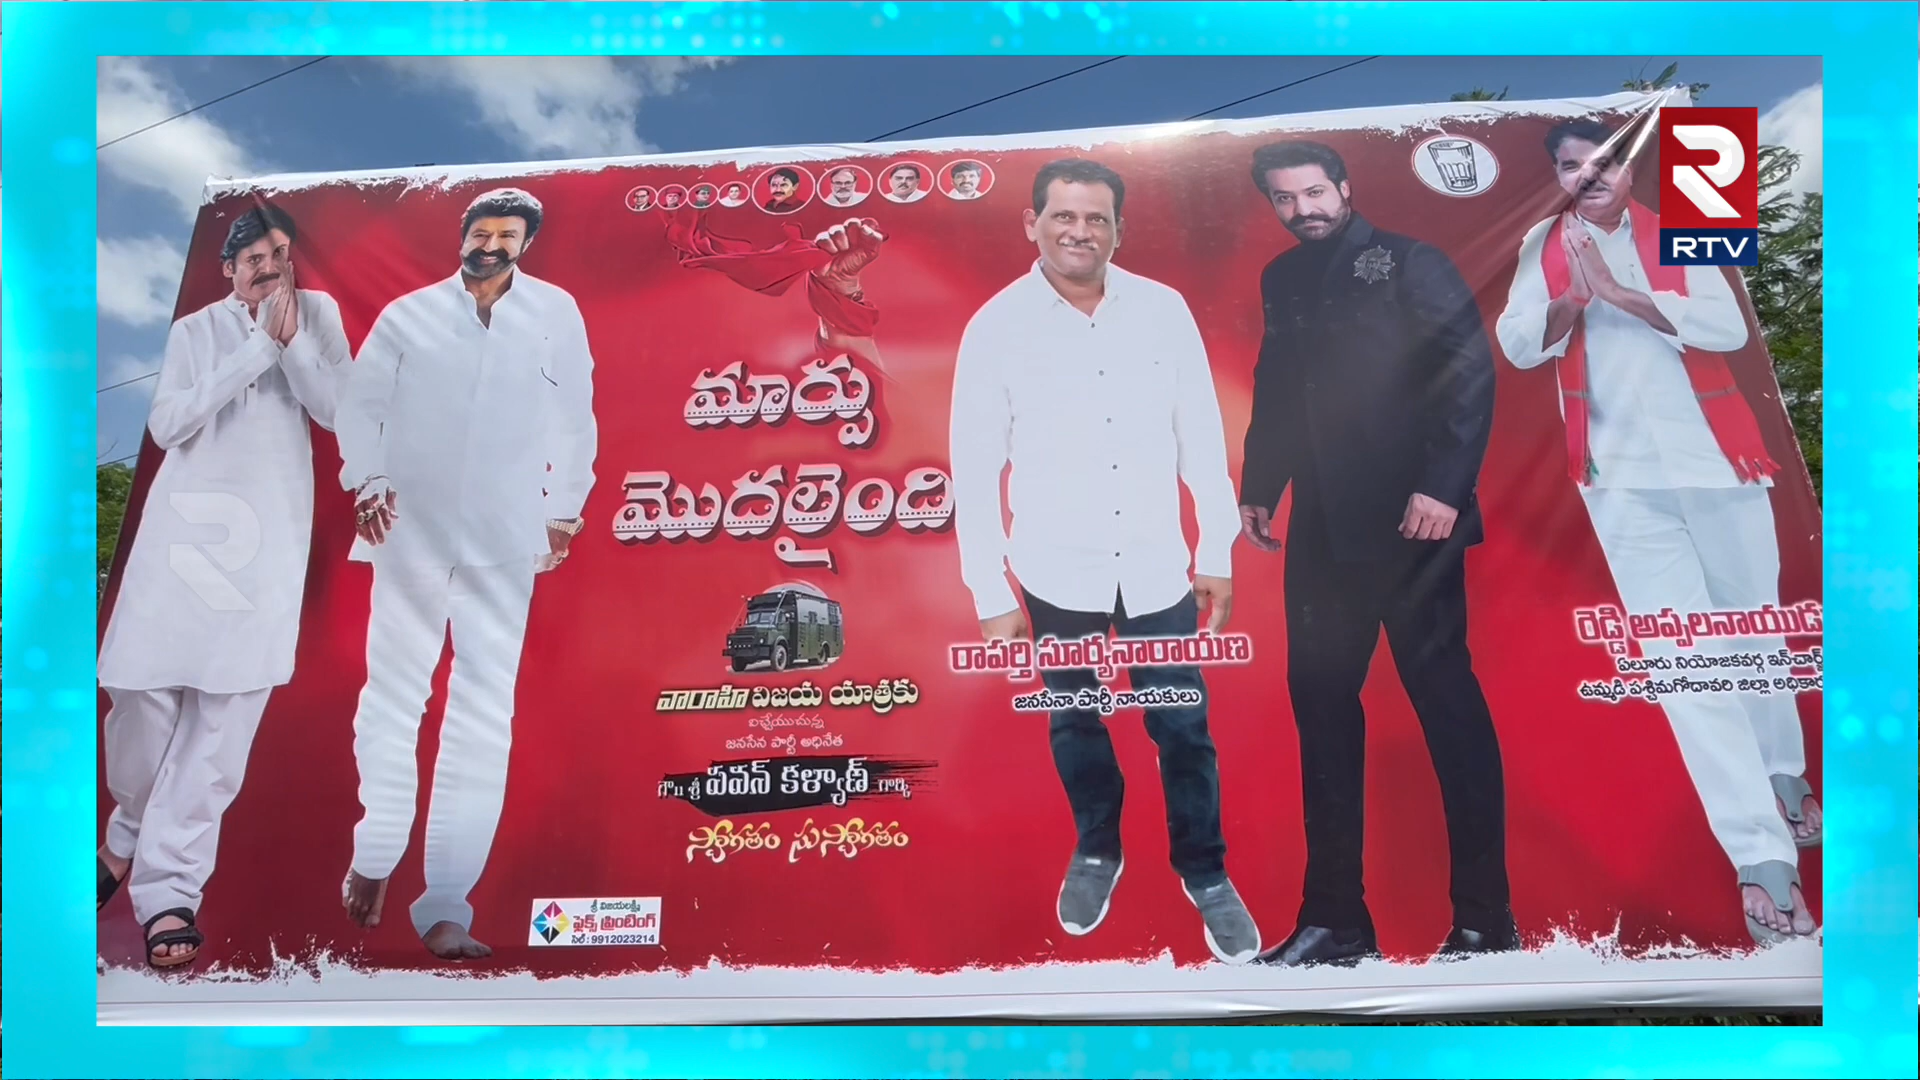 RTV
మార్పు
మొదలైంది
వారాహి విజయ యాత్రకు
విచ్చేయుచున్న
జనసేన పార్టీ అధినేత
గౌ॥ శ్రీ పవన్ కళ్యాణ్ గార్కి
స్వాగతం సుస్వాగతం
రాపర్తి సూర్యనారాయణ
జనసేనా పార్టీ నాయకులు
రెడ్డి అప్పలనాయుడు
ఏలూరు నియోజకవర్గ ఇన్‌చార్జ్
ఉమ్మడి పశ్చిమగోదావరి జిల్లా అధికార
శ్రీ విజయలక్ష్మి
ఫ్లెక్స్ ప్రింటింగ్
సెల్ : 9912023214